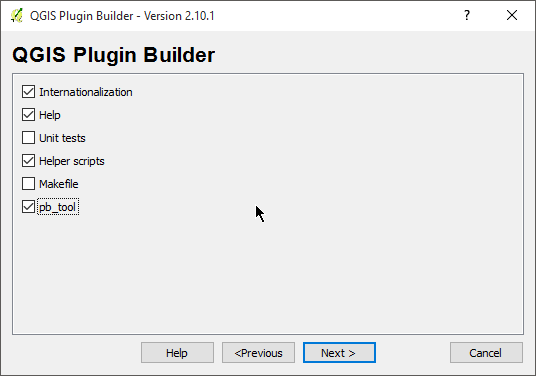 QGIS Plugin Builder - Version 2.10.1
QGIS Plugin Builder
Internationalization
Help
Unit tests
Helper scripts
Makefile
pb_tool
Help <Previous Next > Cancel